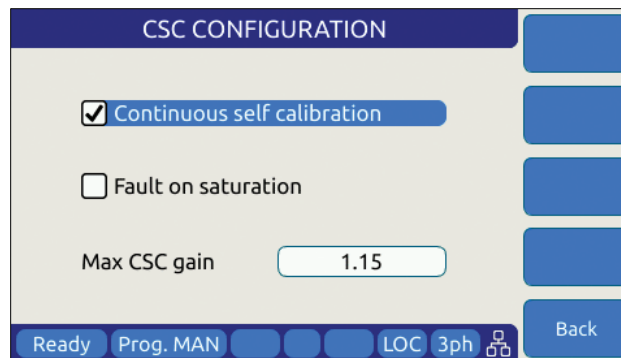 CSC CONFIGURATION
Continuous self calibration
Fault on saturation
Max CSC gain 1.15
Back
Ready Prog. MAN LOC 3ph